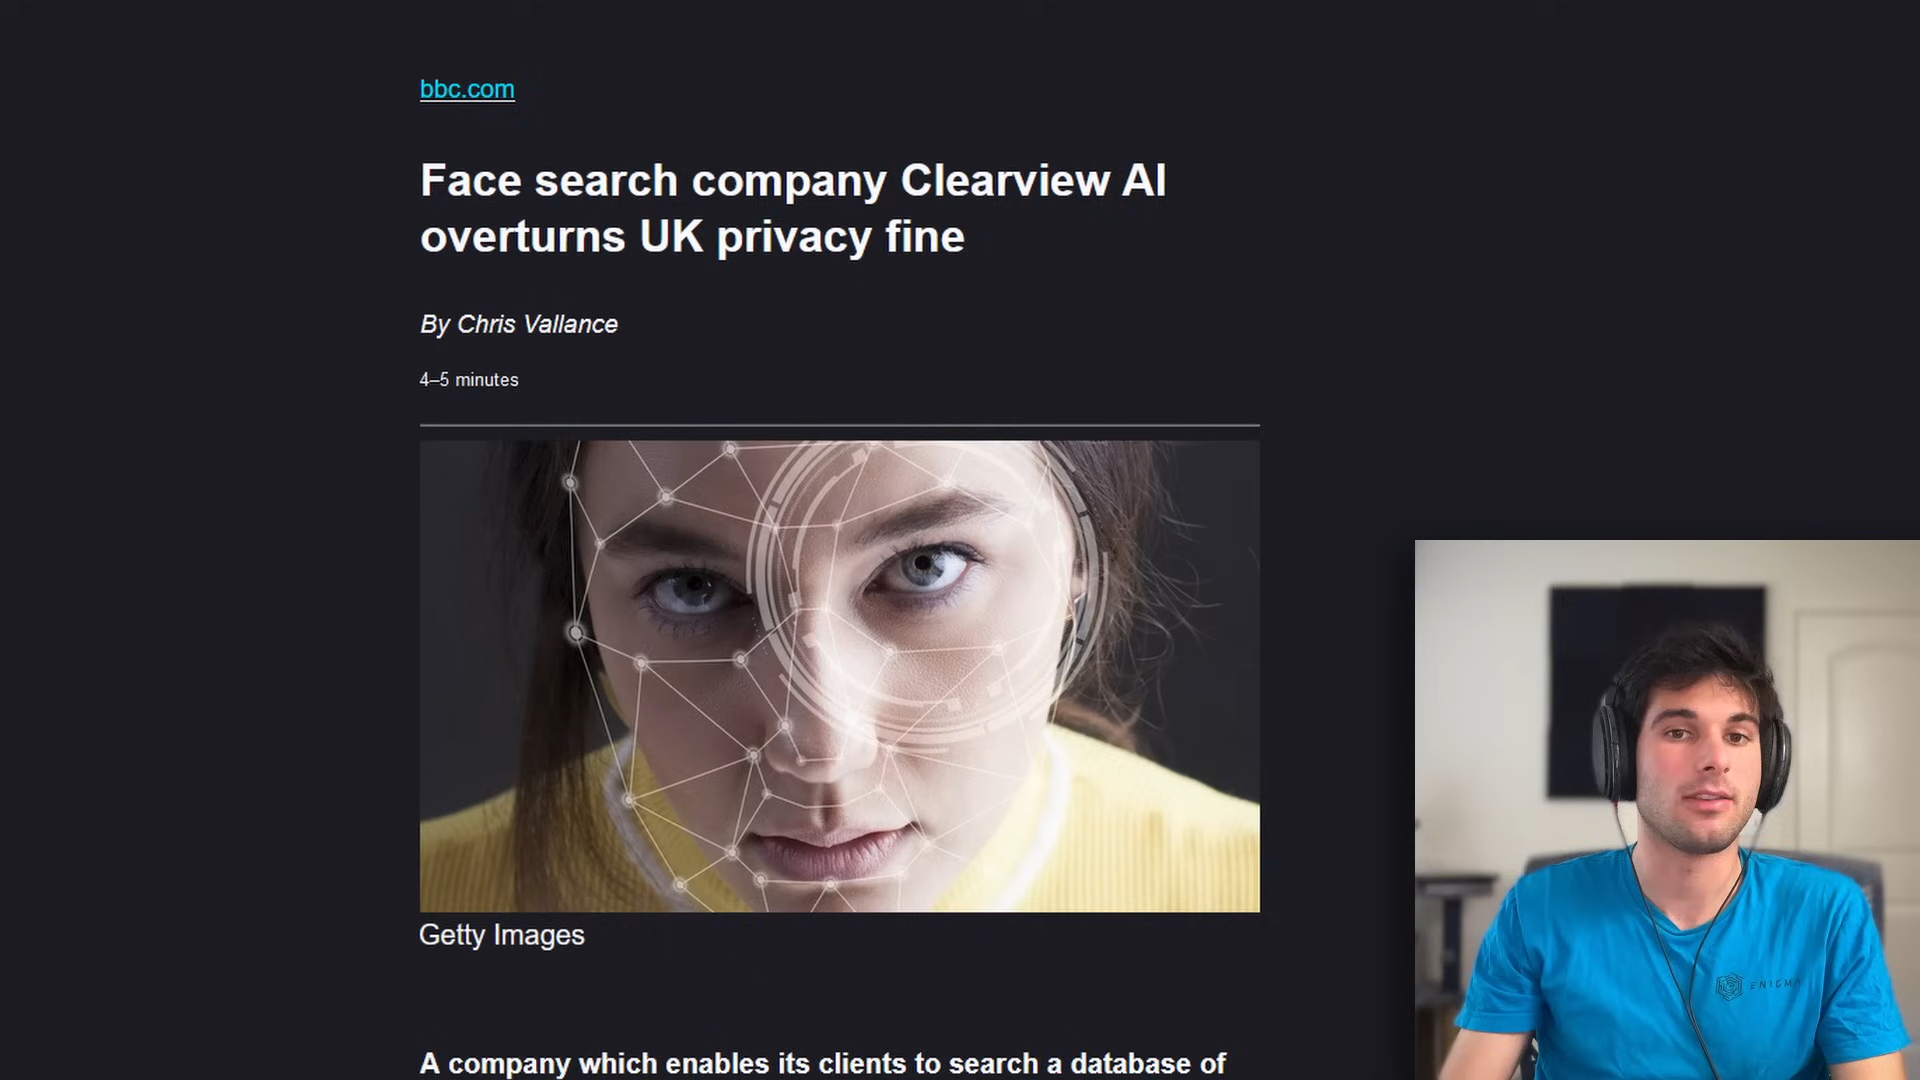 bbc.com
Face search company Clearview AI
overturns UK privacy fine
By Chris Vallance
4–5 minutes
Getty Images
ENIGMA
A company which enables its clients to search a database of